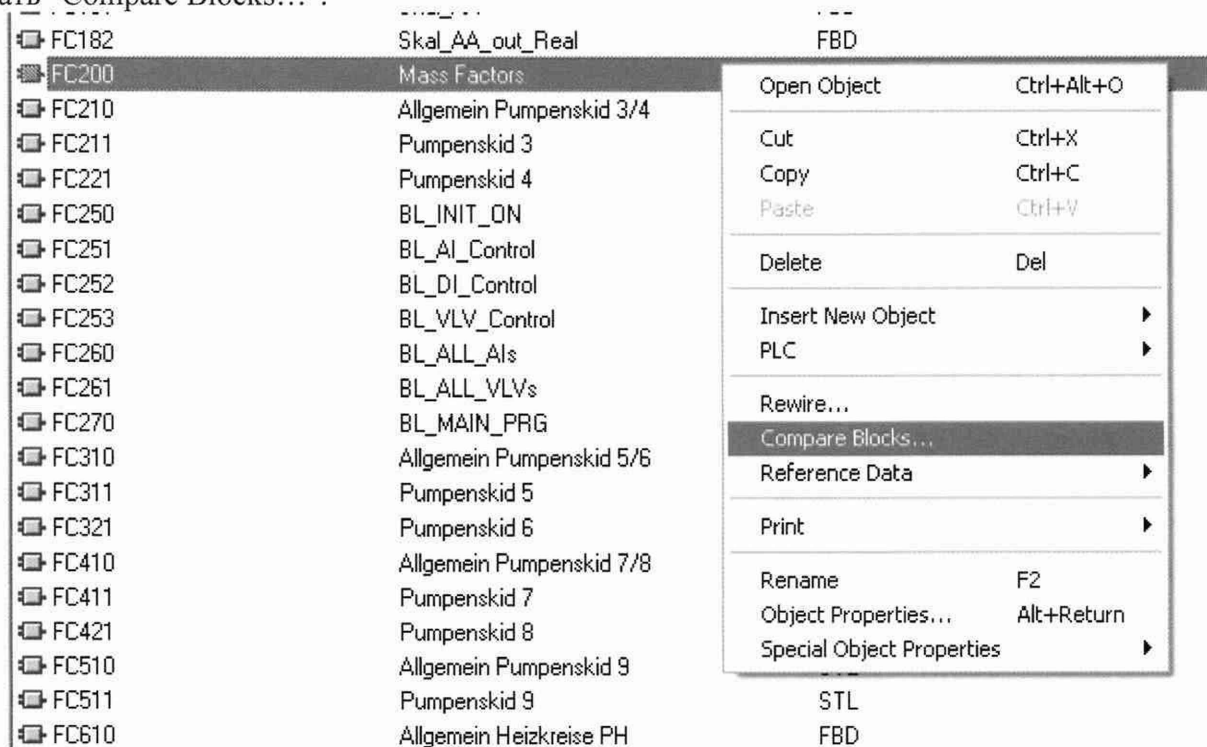 "Compare Blocks…".
FC182 Skal_AA_out_Real FBD
FC200 Mass Factors
FC210 Allgemein Pumpenskid 3/4
FC211 Pumpenskid 3
FC221 Pumpenskid 4
FC250 BL_INIT_ON
FC251 BL_AI_Control
FC252 BL_DI_Control
FC253 BL_VLV_Control
FC260 BL_ALL_AIs
FC261 BL_ALL_VLVs
FC270 BL_MAIN_PRG
FC310 Allgemein Pumpenskid 5/6
FC311 Pumpenskid 5
FC321 Pumpenskid 6
FC410 Allgemein Pumpenskid 7/8
FC411 Pumpenskid 7
FC421 Pumpenskid 8
FC510 Allgemein Pumpenskid 9
FC511 Pumpenskid 9 STL
FC610 Allgemein Heizkreise PH FBD
Open Object Ctrl+Alt+O
Cut Ctrl+X
Copy Ctrl+C
Paste Ctrl+V
Delete Del
Insert New Object
PLC
Rewire...
Compare Blocks...
Reference Data
Print
Rename F2
Object Properties... Alt+Return
Special Object Properties